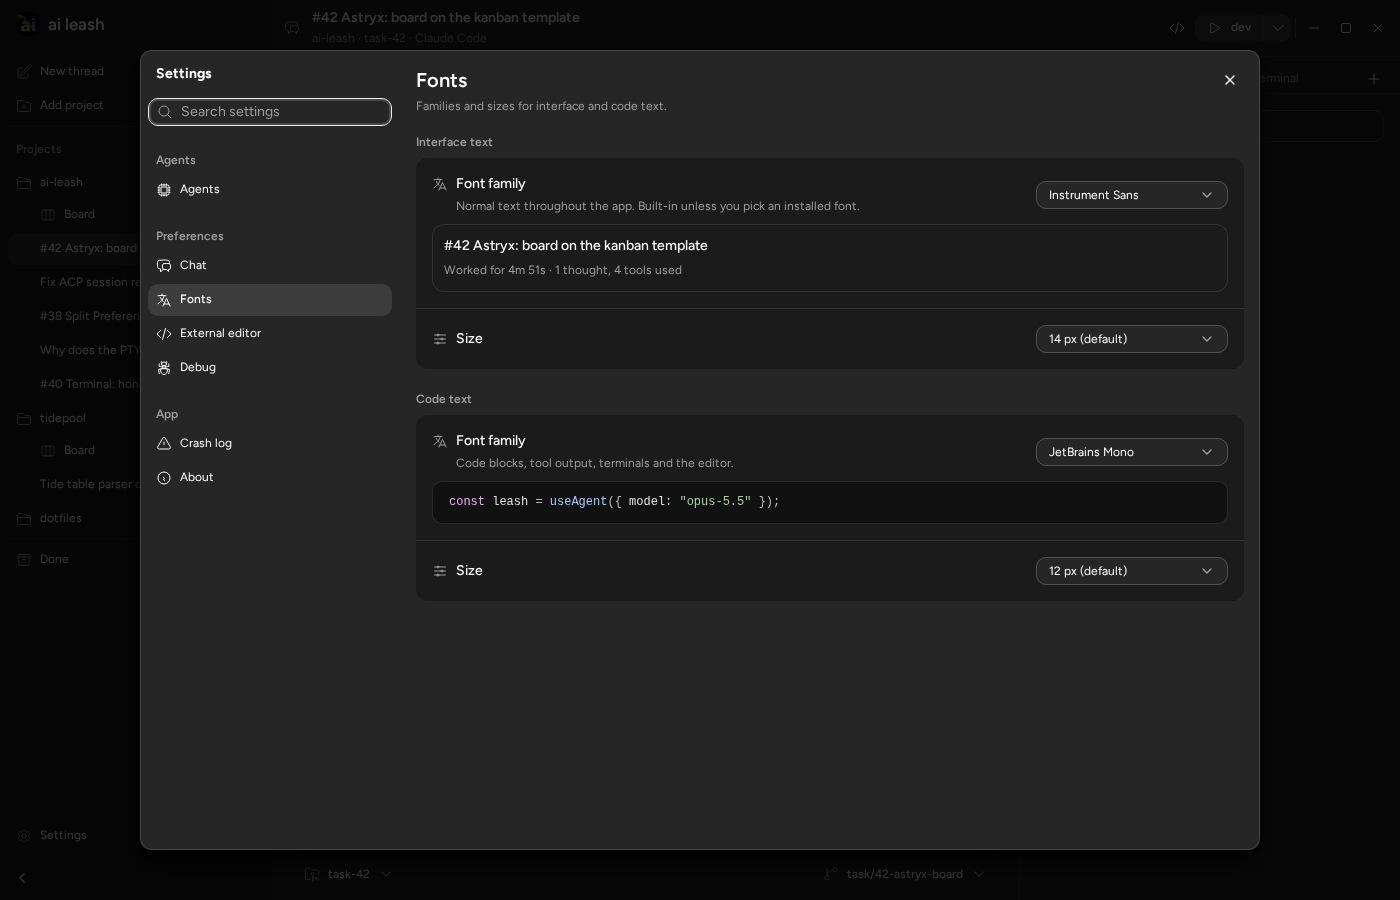 ai leash
#42 Astryx: board on the kanban template
ai-leash · task-42 · Claude Code
dev
New thread
Add project
Projects
ai-leash
Board
#42 Astryx: board
Fix ACP session re
#38 Split Preferen
Why does the PTY
#40 Terminal: hon
tidepool
Board
Tide table parser
dotfiles
Done
Settings
Settings
Search settings
Agents
Agents
Preferences
Chat
Fonts
External editor
Debug
App
Crash log
About
Fonts
Families and sizes for interface and code text.
Interface text
Font family
Normal text throughout the app. Built-in unless you pick an installed font.
Instrument Sans
#42 Astryx: board on the kanban template
Worked for 4m 51s · 1 thought, 4 tools used
Size
14 px (default)
Code text
Font family
Code blocks, tool output, terminals and the editor.
JetBrains Mono
const leash = useAgent({ model: "opus-5.5" });
Size
12 px (default)
erminal
task-42
task/42-astryx-board